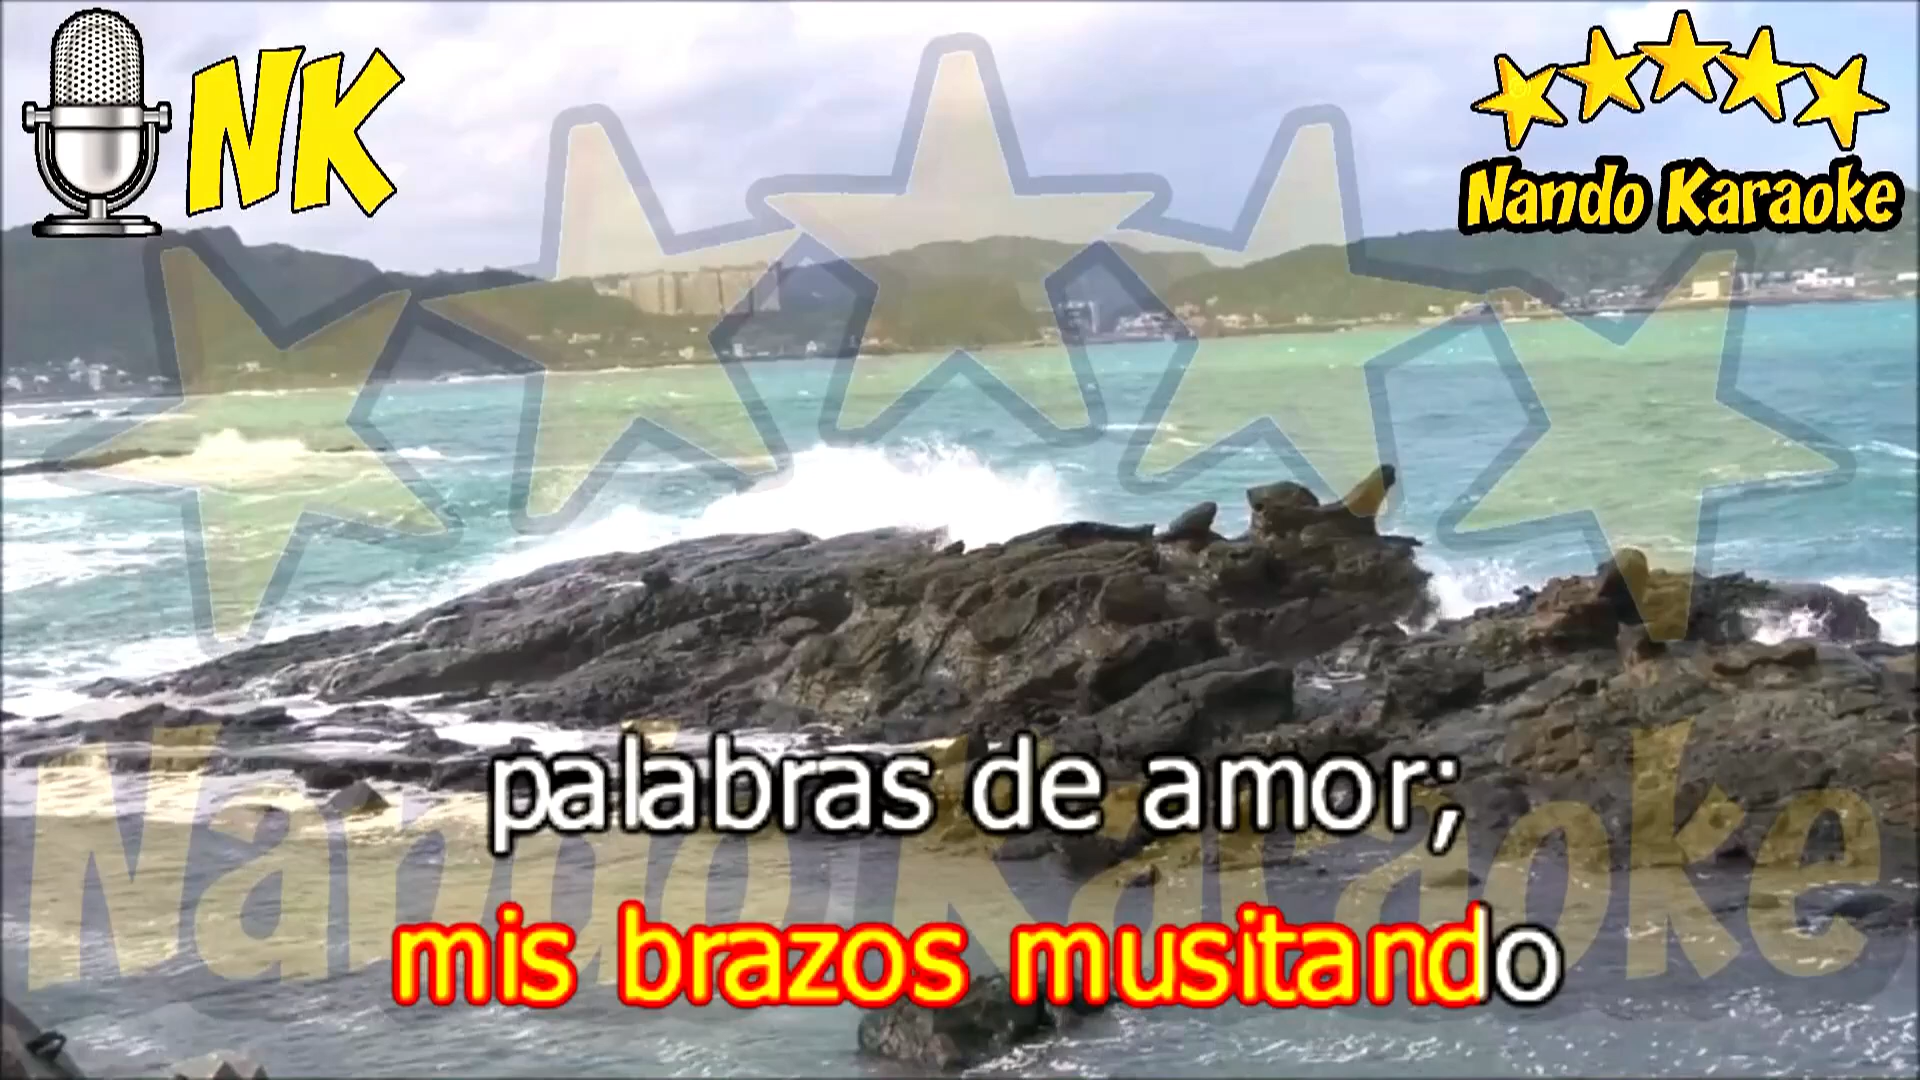 NK
Nando Karaoke
Nando Karaoke
palabras de amor;
mis brazos musitando